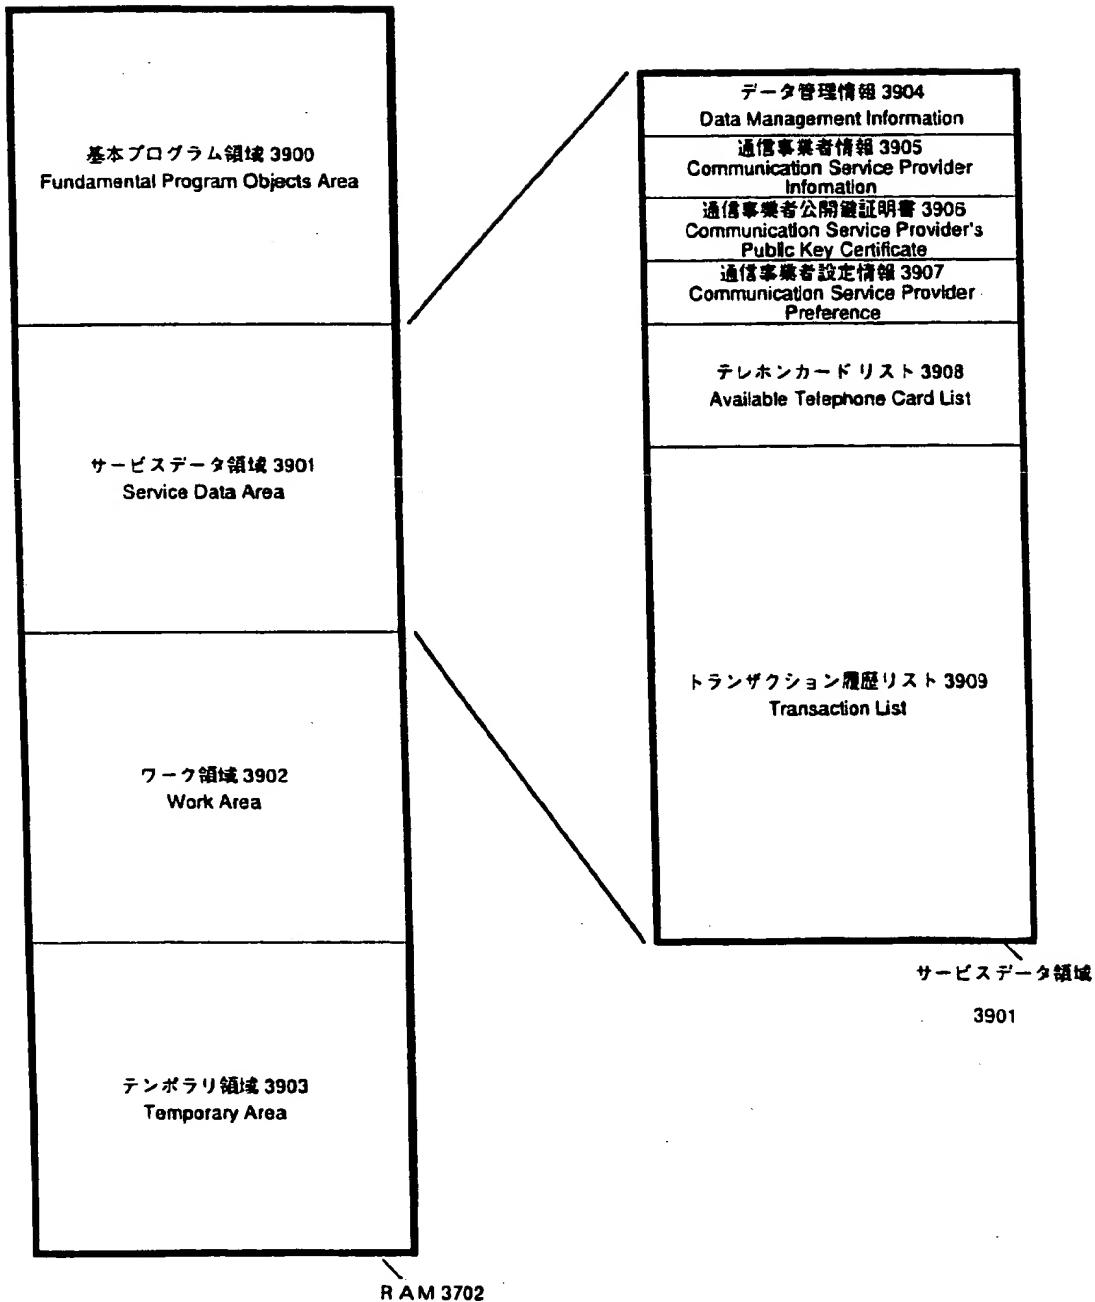 基本プログラム領域 3900
Fundamental Program Objects Area
サービスデータ領域 3901
Service Data Area
ワーク領域 3902
Work Area
テンポラリ領域 3903
Temporary Area
RAM 3702
データ管理情報 3904
Data Management Information
通信事業者情報 3905
Communication Service Provider
Infomation
通信事業者公開鍵証明書 3906
Communication Service Provider's
Public Key Certificate
通信事業者設定情報 3907
Communication Service Provider
Preference
テレホンカード リスト 3908
Available Telephone Card List
トランザクション履歴リスト 3909
Transaction List
サービスデータ領域
3901